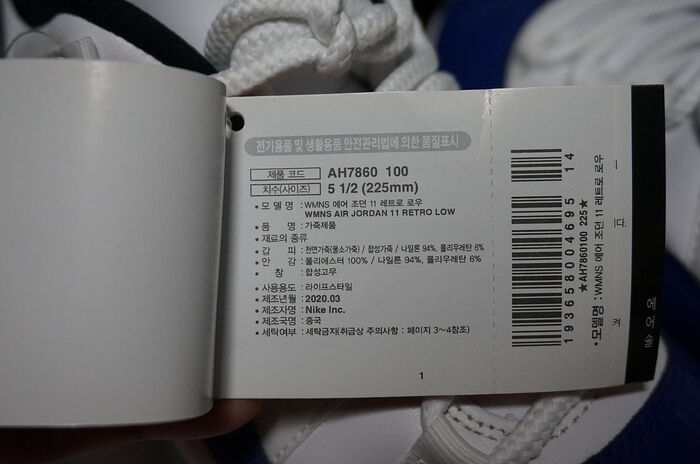 전기용품 및 생활용품 안전관리법에 의한 품질표시
제품 코드 AH7860 100
치수(사이즈) 5 1/2 (225mm)
• 모 델 명 : WMNS 에어 조던 11 레트로 로우
WMNS AIR JORDAN 11 RETRO LOW
• 품 명 : 가죽제품
• 재료의 종류
• 갑 피 : 천연가죽(물소가죽) / 합성가죽 / 나일론 94%, 폴리우레탄 6%
• 안 감 : 폴리에스터 100% / 나일론 94%, 폴리우레탄 6%
• 창 : 합성고무
• 사용용도 : 라이프스타일
• 제조년월 : 2020.03
• 제조자명 : Nike Inc.
• 제조국명 : 중국
• 세탁여부 : 세탁금지(취급상 주의사항 : 페이지 3~4참조)
1
193658004695 14
★AH7860100 225★
• 모델명 : WMNS 에어 조던 11 레트로 로우
다.
켜
에어솔